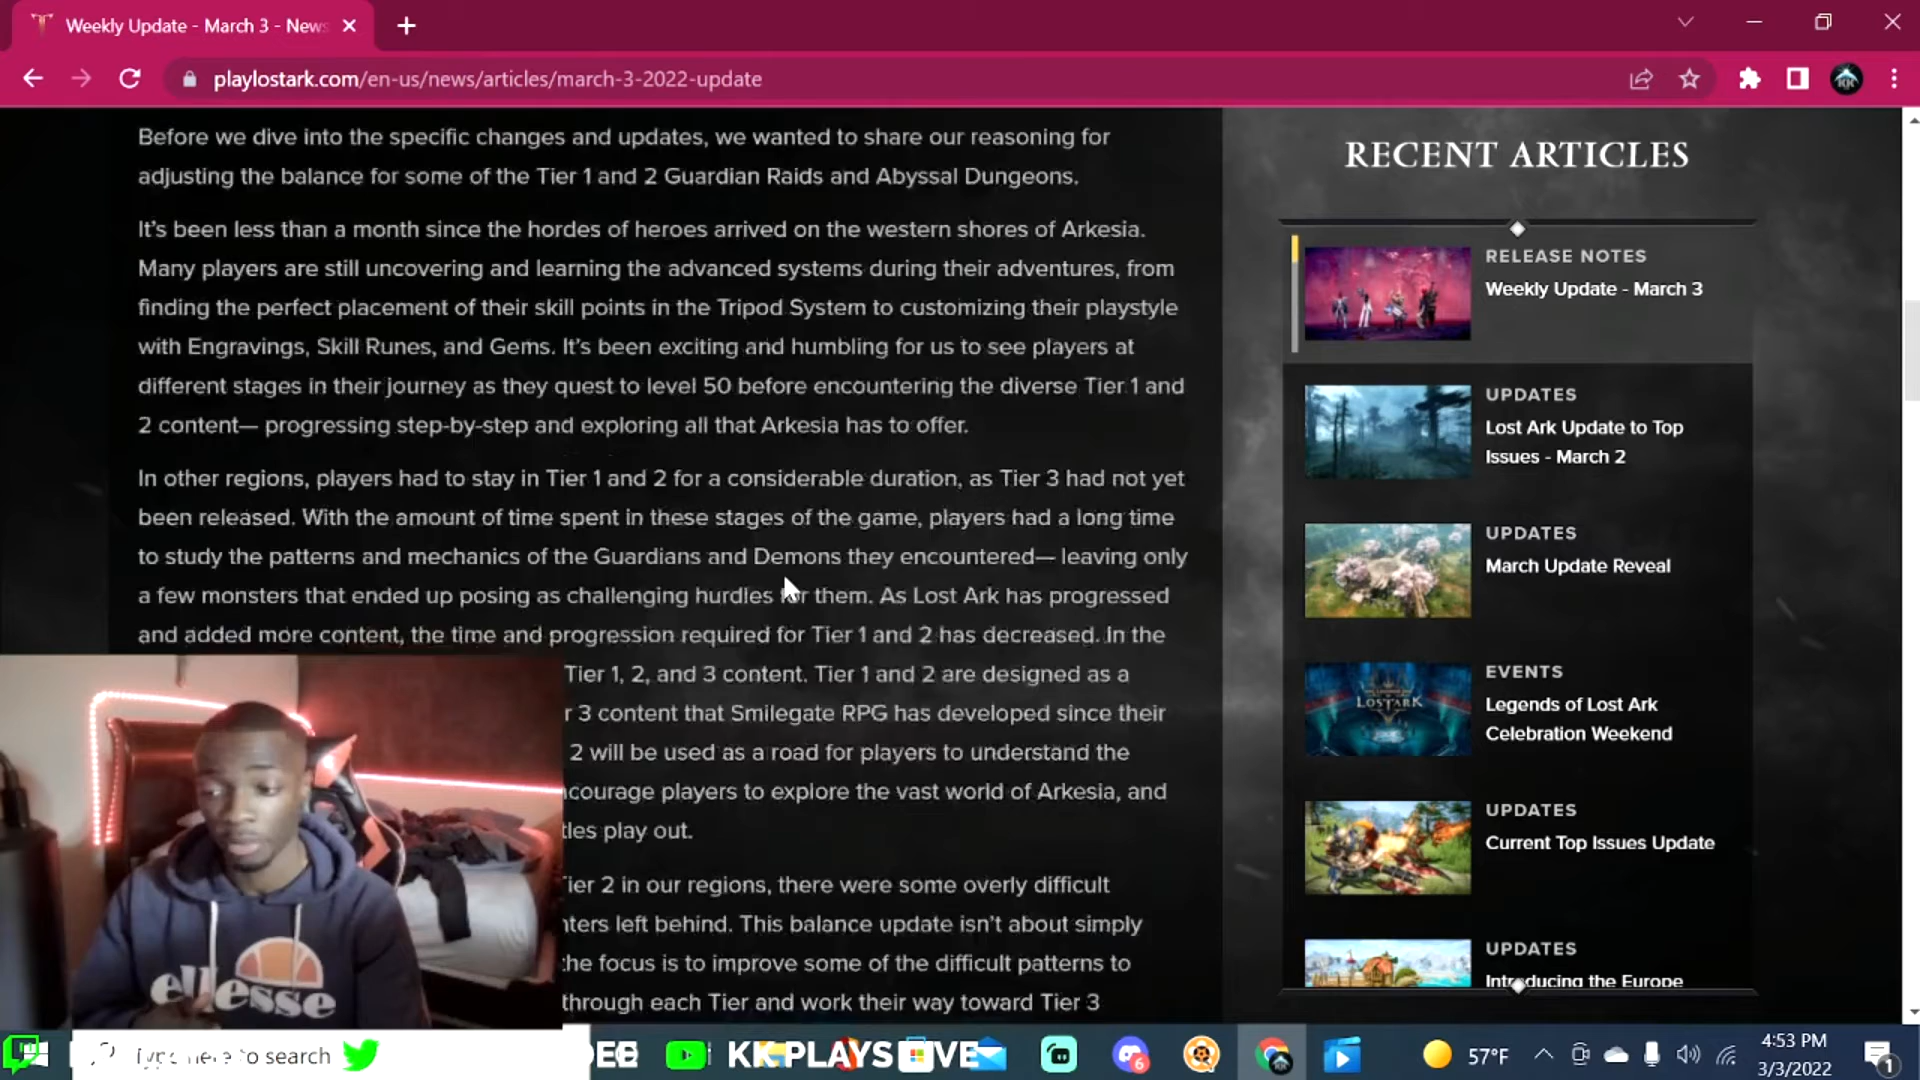 Weekly Update - March 3 - News
playlostark.com/en-us/news/articles/march-3-2022-update
Before we dive into the specific changes and updates, we wanted to share our reasoning for
adjusting the balance for some of the Tier 1 and 2 Guardian Raids and Abyssal Dungeons.
It's been less than a month since the hordes of heroes arrived on the western shores of Arkesia.
Many players are still uncovering and learning the advanced systems during their adventures, from
finding the perfect placement of their skill points in the Tripod System to customizing their playstyle
with Engravings, Skill Runes, and Gems. It's been exciting and humbling for us to see players at
different stages in their journey as they quest to level 50 before encountering the diverse Tier 1 and
2 content— progressing step-by-step and exploring all that Arkesia has to offer.
In other regions, players had to stay in Tier 1 and 2 for a considerable duration, as Tier 3 had not yet
been released. With the amount of time spent in these stages of the game, players had a long time
to study the patterns and mechanics of the Guardians and Demons they encountered— leaving only
a few monsters that ended up posing as challenging hurdles for them. As Lost Ark has progressed
and added more content, the time and progression required for Tier 1 and 2 has decreased. In the
Tier 1, 2, and 3 content. Tier 1 and 2 are designed as a
r 3 content that Smilegate RPG has developed since their
2 will be used as a road for players to understand the
ncourage players to explore the vast world of Arkesia, and
tles play out.
Tier 2 in our regions, there were some overly difficult
nters left behind. This balance update isn't about simply
the focus is to improve some of the difficult patterns to
through each Tier and work their way toward Tier 3
RECENT ARTICLES
RELEASE NOTES
Weekly Update - March 3
UPDATES
Lost Ark Update to Top
Issues - March 2
UPDATES
March Update Reveal
EVENTS
Legends of Lost Ark
Celebration Weekend
UPDATES
Current Top Issues Update
UPDATES
Introducing the Europe
LOST ARK
ellesse
Type here to search
KK PLAYS LIVE
6
57°F
4:53 PM
3/3/2022
1